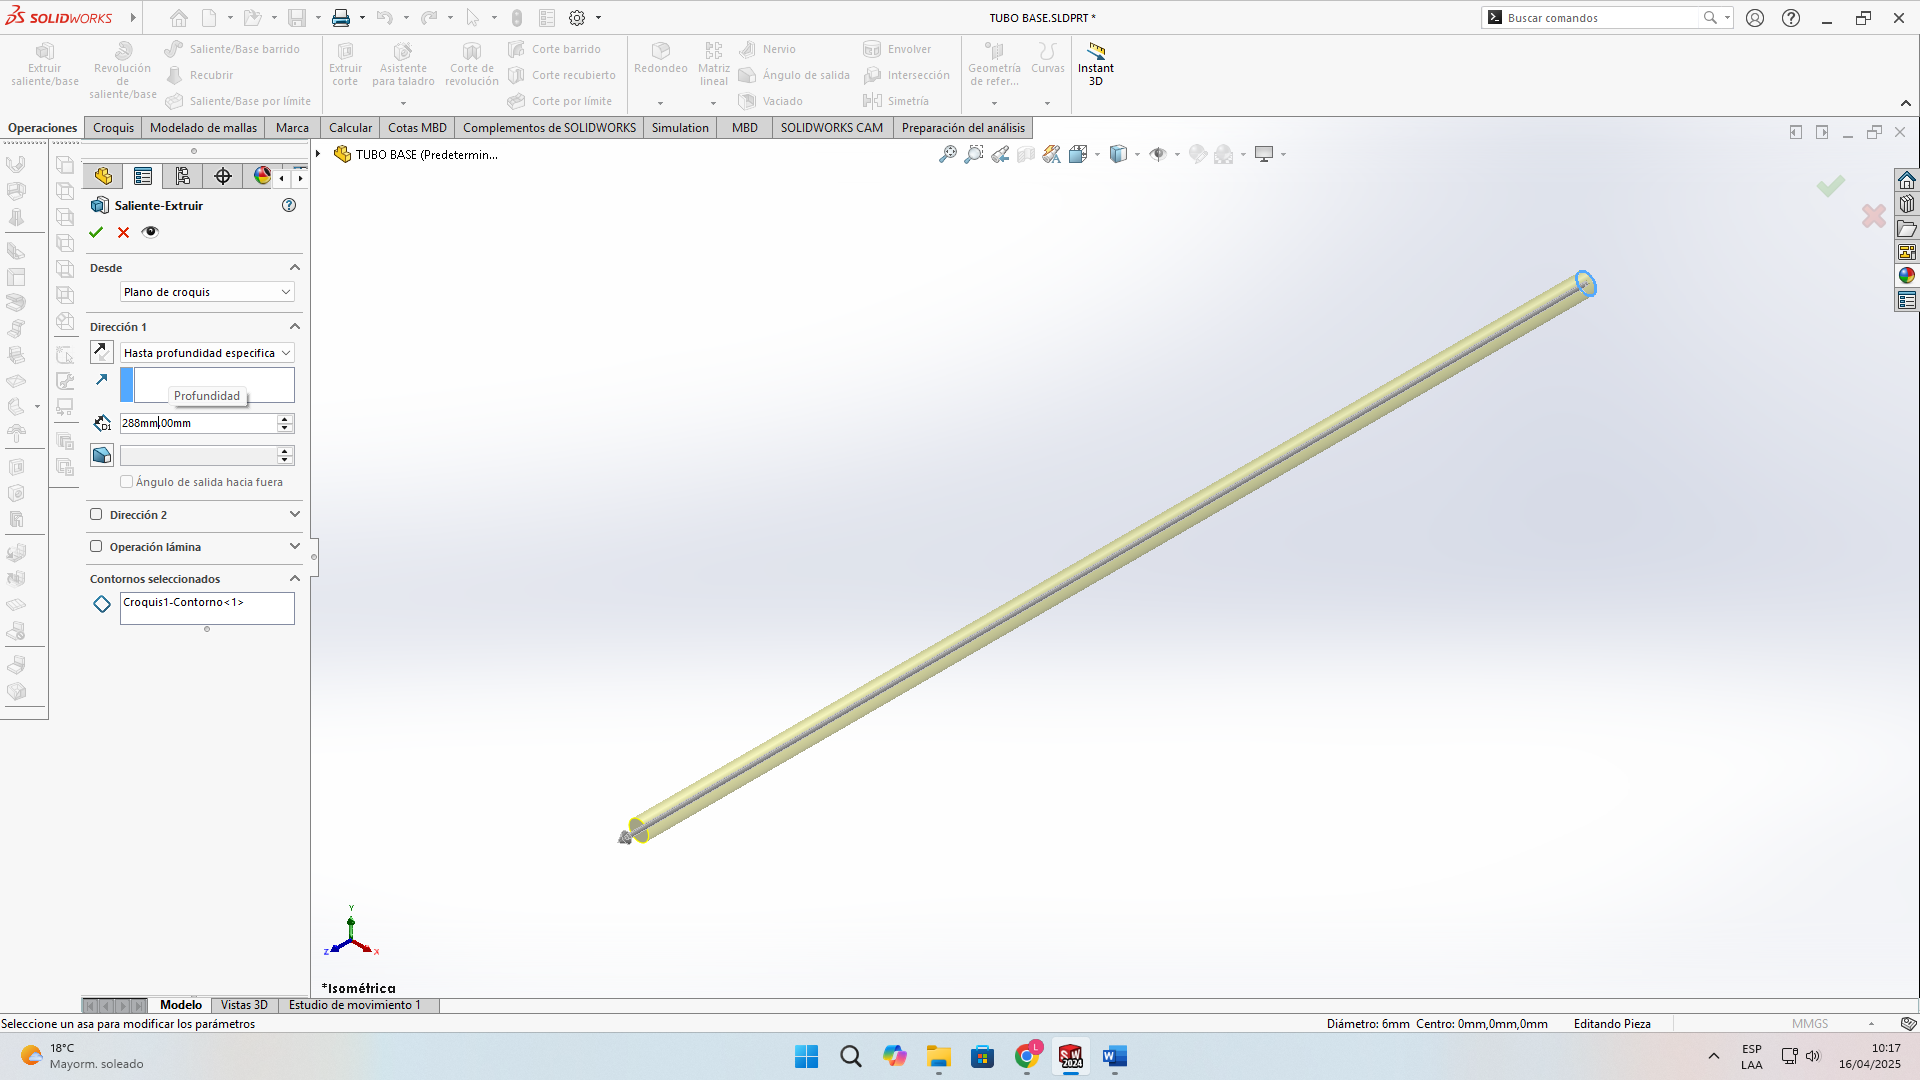 SOLIDWORKS
TUBO BASE.SLDPRT *
Buscar comandos
Extruir saliente/base
Revolución de saliente/base
Saliente/Base barrido
Recubrir
Saliente/Base por límite
Extruir corte
Asistente para taladro
Corte de revolución
Corte barrido
Corte recubierto
Corte por límite
Redondeo
Matriz lineal
Nervio
Ángulo de salida
Vaciado
Envolver
Intersección
Simetría
Geometría de refer...
Curvas
Instant 3D
Operaciones
Croquis
Modelado de mallas
Marca
Calcular
Cotas MBD
Complementos de SOLIDWORKS
Simulation
MBD
SOLIDWORKS CAM
Preparación del análisis
TUBO BASE (Predetermin...
Saliente-Extruir
Desde
Plano de croquis
Dirección 1
Hasta profundidad especifica
Profundidad
D1
288mm.00mm
Ángulo de salida hacia fuera
Dirección 2
Operación lámina
Contornos seleccionados
Croquis1-Contorno<1>
Y
Z
X
*Isométrica
Modelo
Vistas 3D
Estudio de movimiento 1
Seleccione un asa para modificar los parámetros
Diámetro: 6mm Centro: 0mm,0mm,0mm
Editando Pieza
MMGS
18°C
Mayorm. soleado
L
SW
2024
W
ESP
LAA
10:17
16/04/2025